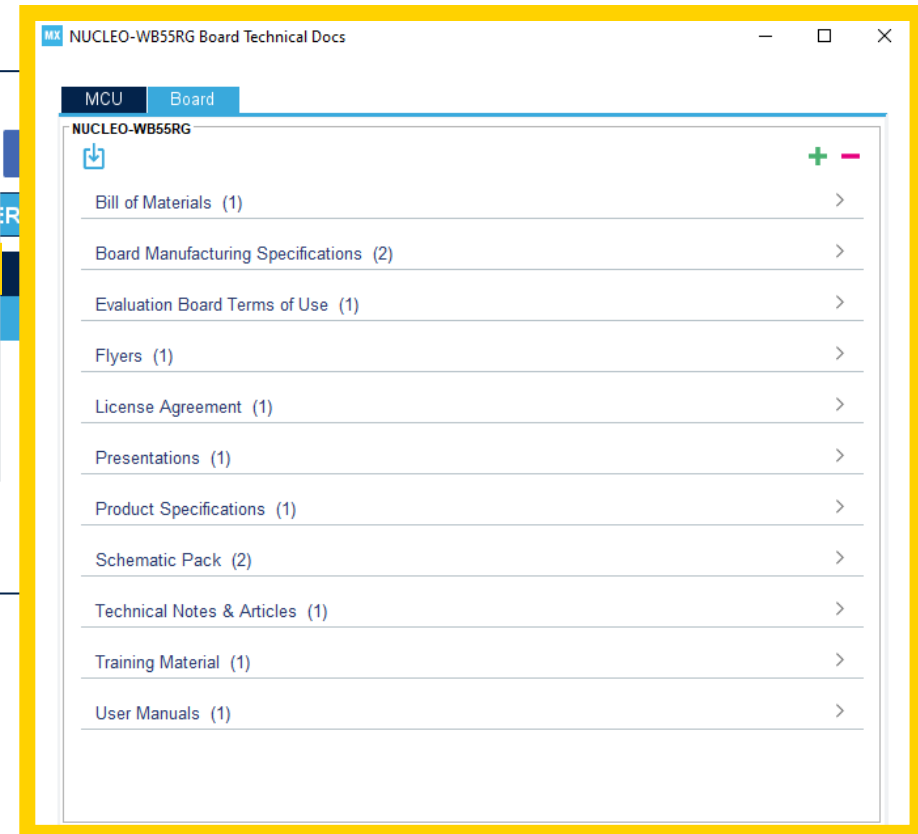 MX NUCLEO-WB55RG Board Technical Docs
MCU Board
NUCLEO-WB55RG
Bill of Materials (1)
Board Manufacturing Specifications (2)
Evaluation Board Terms of Use (1)
Flyers (1)
License Agreement (1)
Presentations (1)
Product Specifications (1)
Schematic Pack (2)
Technical Notes & Articles (1)
Training Material (1)
User Manuals (1)
ER